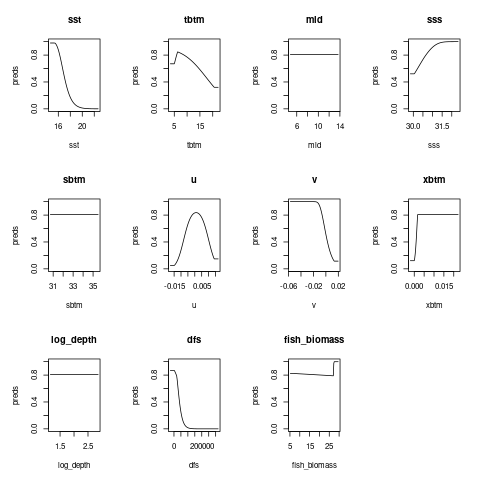 sst
preds
0.0 0.4 0.8
16 20
sst
tbtm
preds
0.0 0.4 0.8
5 15
tbtm
mld
preds
0.0 0.4 0.8
6 10 14
mld
sss
preds
0.0 0.4 0.8
30.0 31.5
sss
sbtm
preds
0.0 0.4 0.8
31 33 35
sbtm
u
preds
0.0 0.4 0.8
-0.015 0.005
u
v
preds
0.0 0.4 0.8
-0.06 -0.02 0.02
v
xbtm
preds
0.0 0.4 0.8
0.000 0.015
xbtm
log_depth
preds
0.0 0.4 0.8
1.5 2.5
log_depth
dfs
preds
0.0 0.4 0.8
0 200000
dfs
fish_biomass
preds
0.0 0.4 0.8
5 15 25
fish_biomass